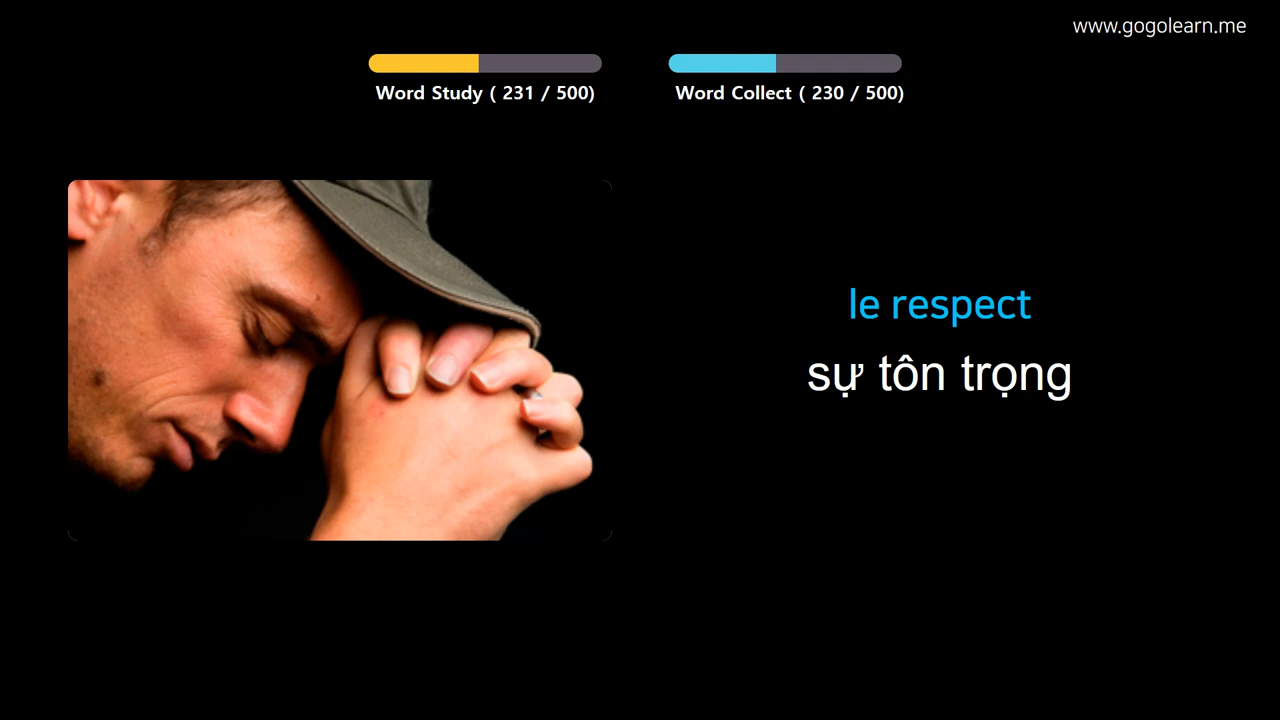 www.gogolearn.me
Word Study ( 231 / 500)
Word Collect ( 230 / 500)
le respect
sự tôn trọng